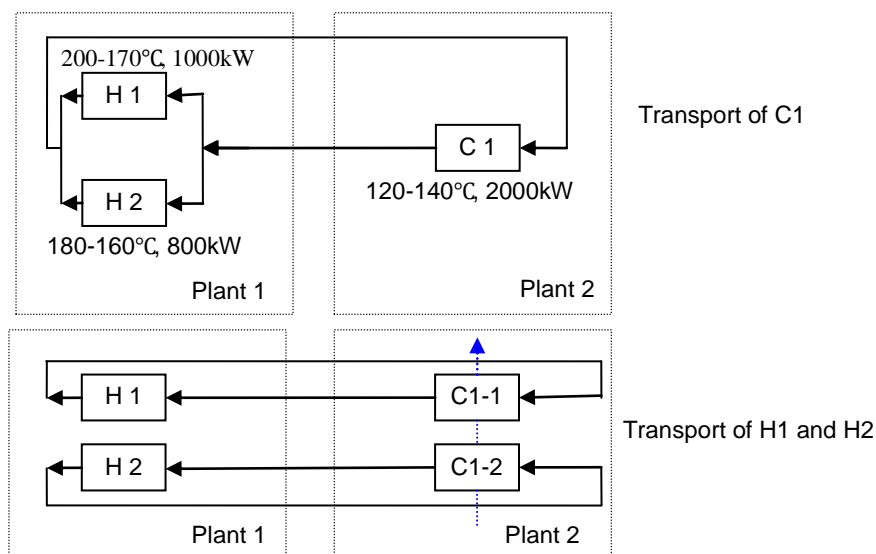 200-170℃, 1000kW
H 1
Transport of C1
C 1
120-140℃, 2000kW
H 2
180-160℃, 800kW
Plant 1
Plant 2
H 1
C1-1
Transport of H1 and H2
H 2
C1-2
Plant 1
Plant 2